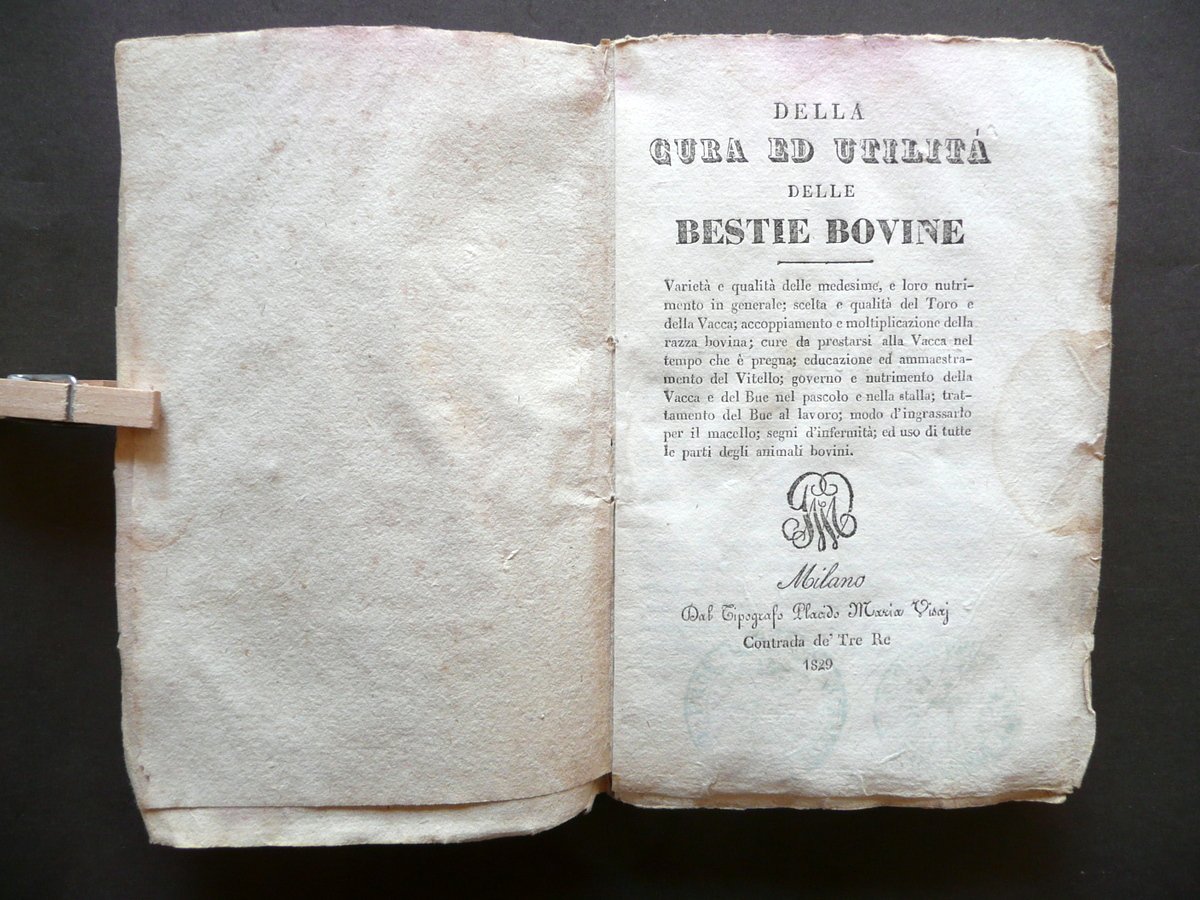 DELLA
CURA ED UTILITÁ
DELLE
BESTIE BOVINE
Varietà e qualità delle medesime, e loro nutri-
mento in generale; scelta e qualità del Toro e
della Vacca; accoppiamento e moltiplicazione della
razza bovina; cure da prestarsi alla Vacca nel
tempo che è pregna; educazione ed ammaestra-
mento del Vitello; governo e nutrimento della
Vacca e del Bue nel pascolo e nella stalla; trat-
tamento del Bue al lavoro; modo d'ingrassarlo
per il macello; segni d'infermità; ed uso di tutte
le parti degli animali bovini.
Milano
Dal Tipografo Placido Maria Visaj
Contrada de' Tre Re
1829